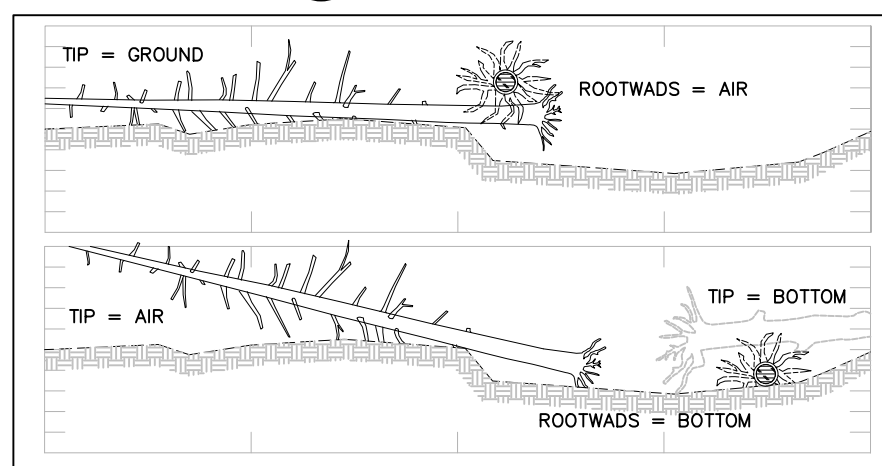 TIP = GROUND
ROOTWADS = AIR
TIP = BOTTOM
TIP = AIR
ROOTWADS = BOTTOM